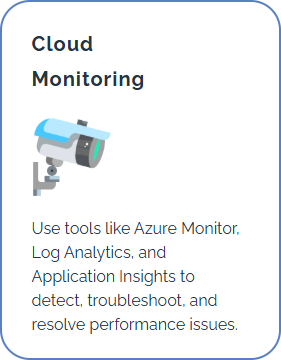 Cloud
Monitoring
Use tools like Azure Monitor,
Log Analytics, and
Application Insights to
detect, troubleshoot, and
resolve performance issues.